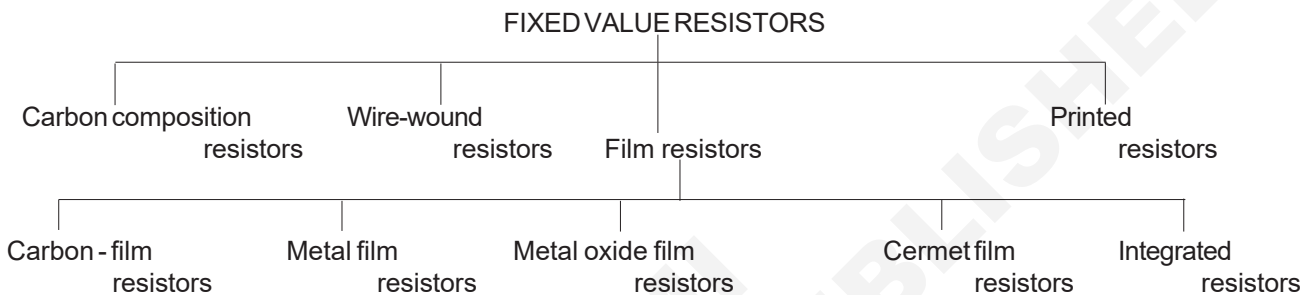 FIXED VALUE RESISTORS
Carbon composition resistors
Wire-wound resistors
Film resistors
Printed resistors
Carbon - film resistors
Metal film resistors
Metal oxide film resistors
Cermet film resistors
Integrated resistors